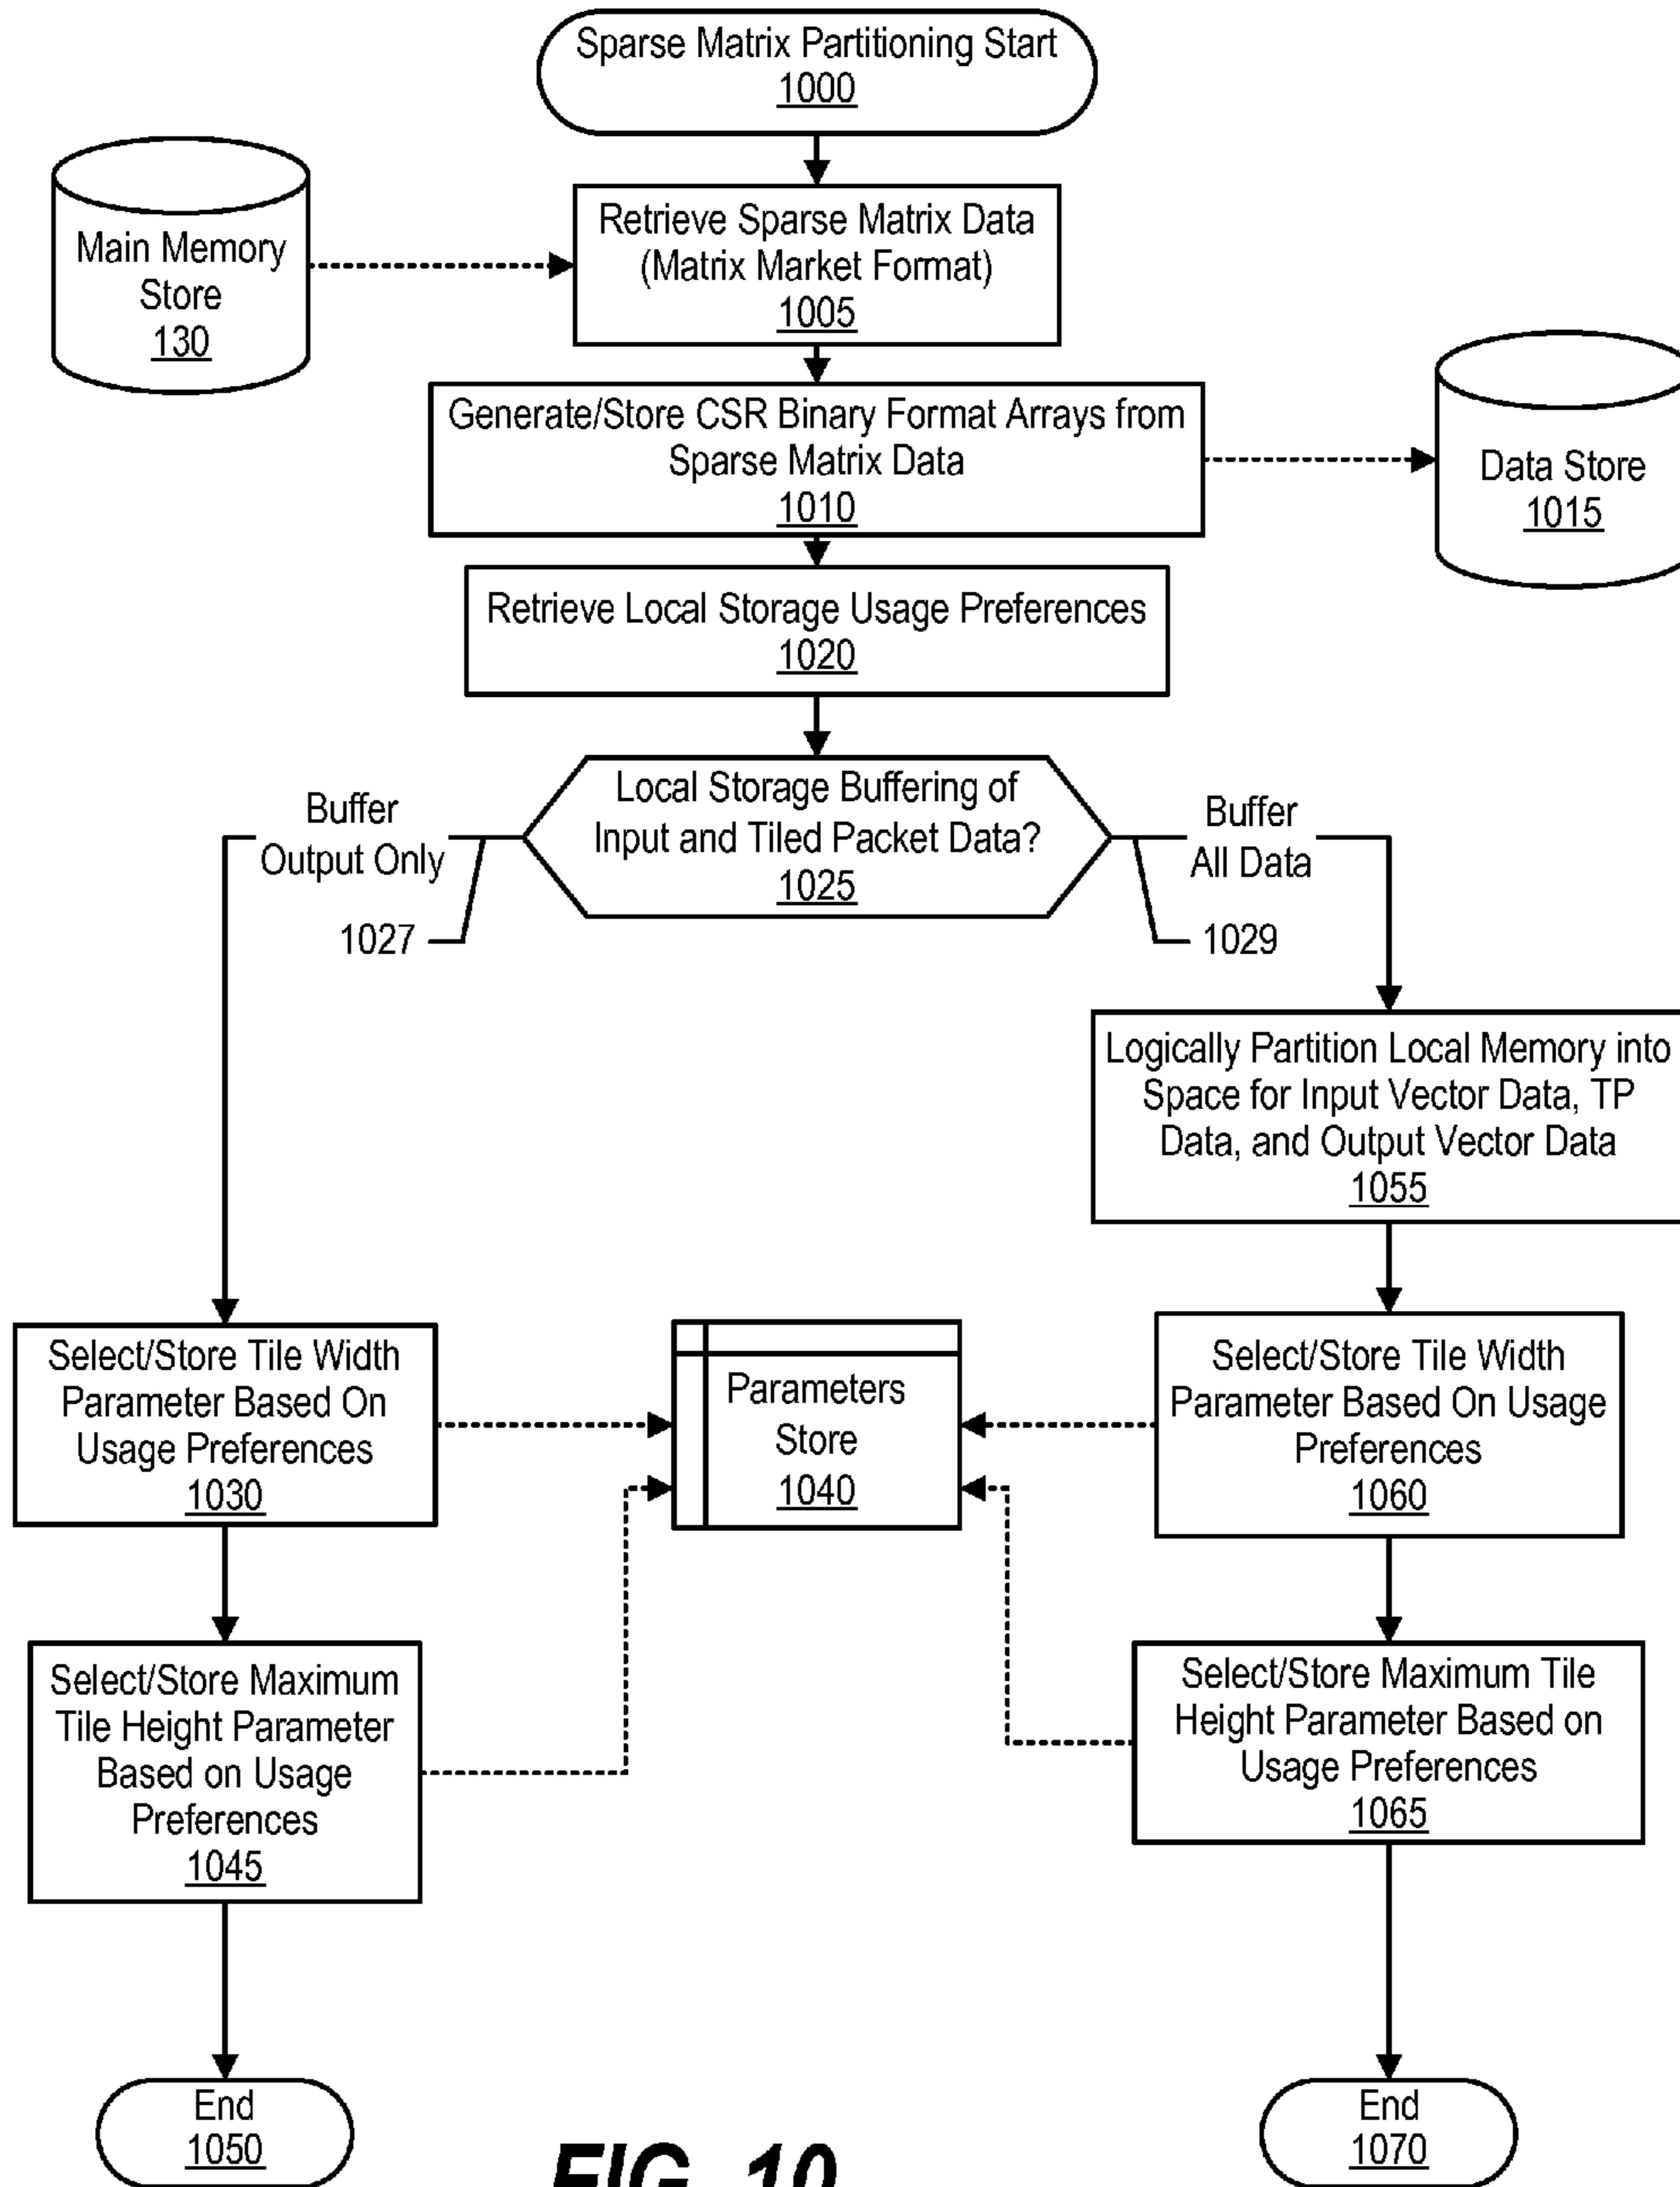 Sparse Matrix Partitioning Start
1000
Main Memory
Store
130
Retrieve Sparse Matrix Data
(Matrix Market Format)
1005
Generate/Store CSR Binary Format Arrays from
Sparse Matrix Data
1010
Data Store
1015
Retrieve Local Storage Usage Preferences
1020
Local Storage Buffering of
Input and Tiled Packet Data?
1025
Buffer
Output Only
1027
Buffer
All Data
1029
Logically Partition Local Memory into
Space for Input Vector Data, TP
Data, and Output Vector Data
1055
Select/Store Tile Width
Parameter Based On
Usage Preferences
1030
Parameters
Store
1040
Select/Store Tile Width
Parameter Based On Usage
Preferences
1060
Select/Store Maximum
Tile Height Parameter
Based on Usage
Preferences
1045
Select/Store Maximum Tile
Height Parameter Based on
Usage Preferences
1065
End
1050
End
1070
FIG. 10